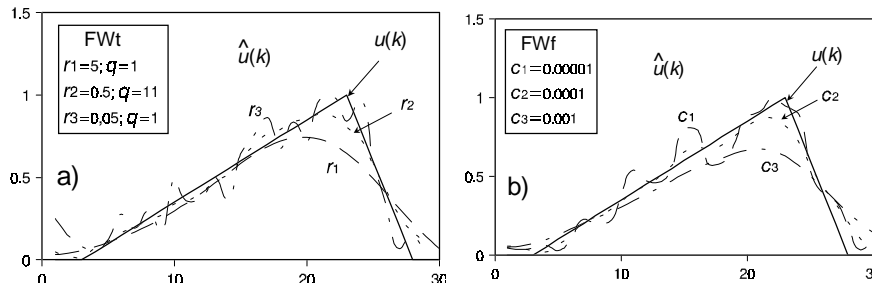 1.5
FWt
r1=5; q=1
r2=0.5; q=11
r3=0,05; q=1
û(k)
u(k)
1
r3
r2
0.5
a)
r1
0
0
10
20
30
1.5
FWf
c1=0.00001
c2=0.0001
c3=0.001
û(k)
u(k)
1
c1
c2
0.5
b)
c3
0
0
10
20
30